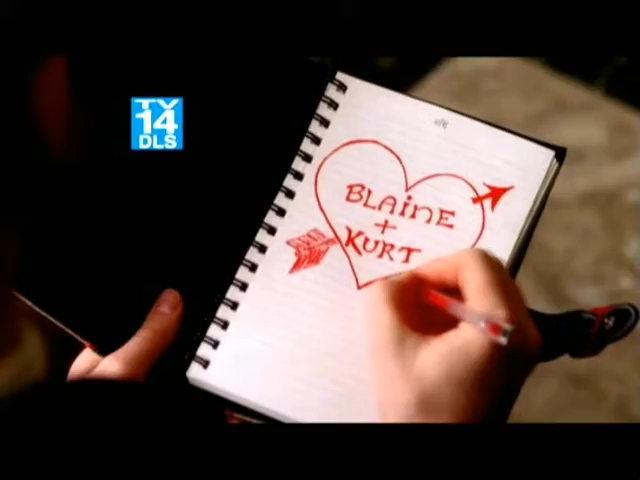 TV
14
DLS
BLAiNE
+
KURT